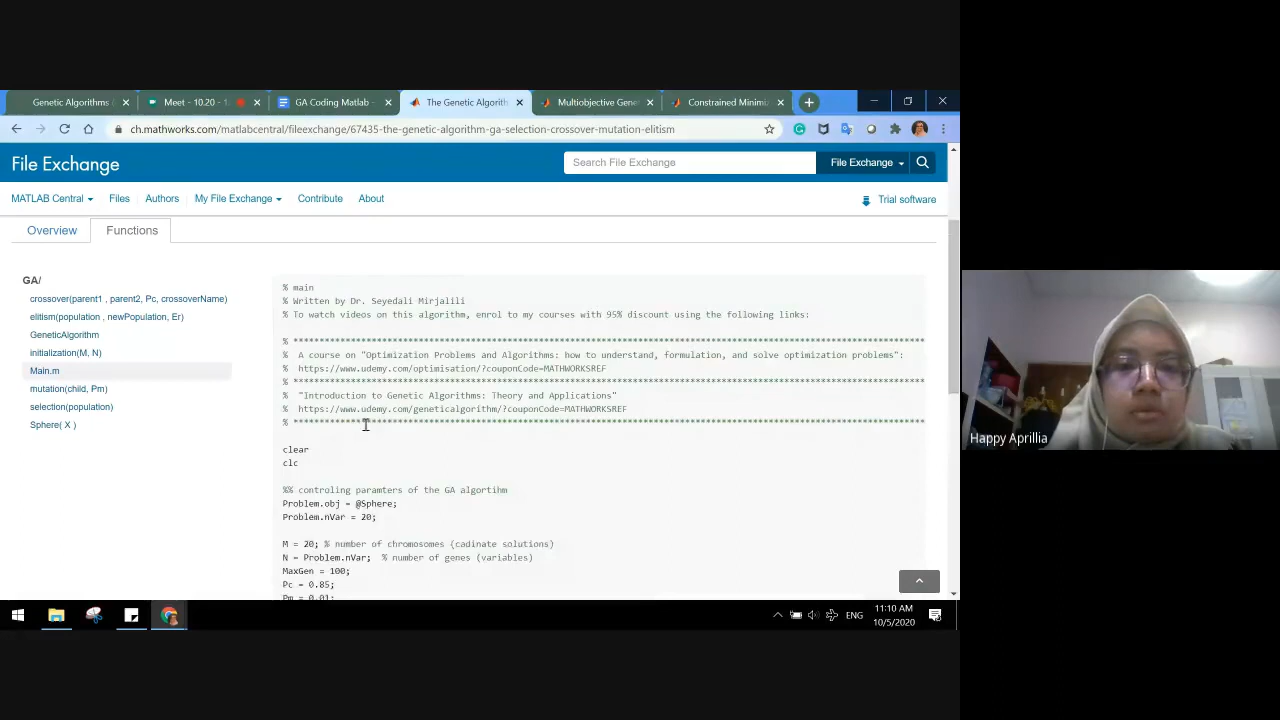 Genetic Algorithms &
Meet - 10.20 - 1
GA Coding Matlab -
The Genetic Algorith
Multiobjective Gene
Constrained Minimiz
ch.mathworks.com/matlabcentral/fileexchange/67435-the-genetic-algorithm-ga-selection-crossover-mutation-elitism
File Exchange
Search File Exchange
File Exchange
MATLAB Central
Files
Authors
My File Exchange
Contribute
About
Trial software
Overview
Functions
GA/
crossover(parent1 , parent2, Pc, crossoverName)
elitism(population , newPopulation, Er)
GeneticAlgorithm
initialization(M, N)
Main.m
mutation(child, Pm)
selection(population)
Sphere( X )
% main
% Written by Dr. Seyedali Mirjalili
% To watch videos on this algorithm, enrol to my courses with 95% discount using the following links:
% ************************************************************************************************************************
% A course on "Optimization Problems and Algorithms: how to understand, formulation, and solve optimization problems":
% https://www.udemy.com/optimisation/?couponCode=MATHWORKSREF
% ************************************************************************************************************************
% "Introduction to Genetic Algorithms: Theory and Applications"
% https://www.udemy.com/geneticalgorithm/?couponCode=MATHWORKSREF
% ************************************************************************************************************************
clear
clc
%% controling paramters of the GA algortihm
Problem.obj = @Sphere;
Problem.nVar = 20;
M = 20; % number of chromosomes (cadinate solutions)
N = Problem.nVar; % number of genes (variables)
MaxGen = 100;
Pc = 0.85;
Pm = 0.01;
ENG
11:10 AM
10/5/2020
Happy Aprillia